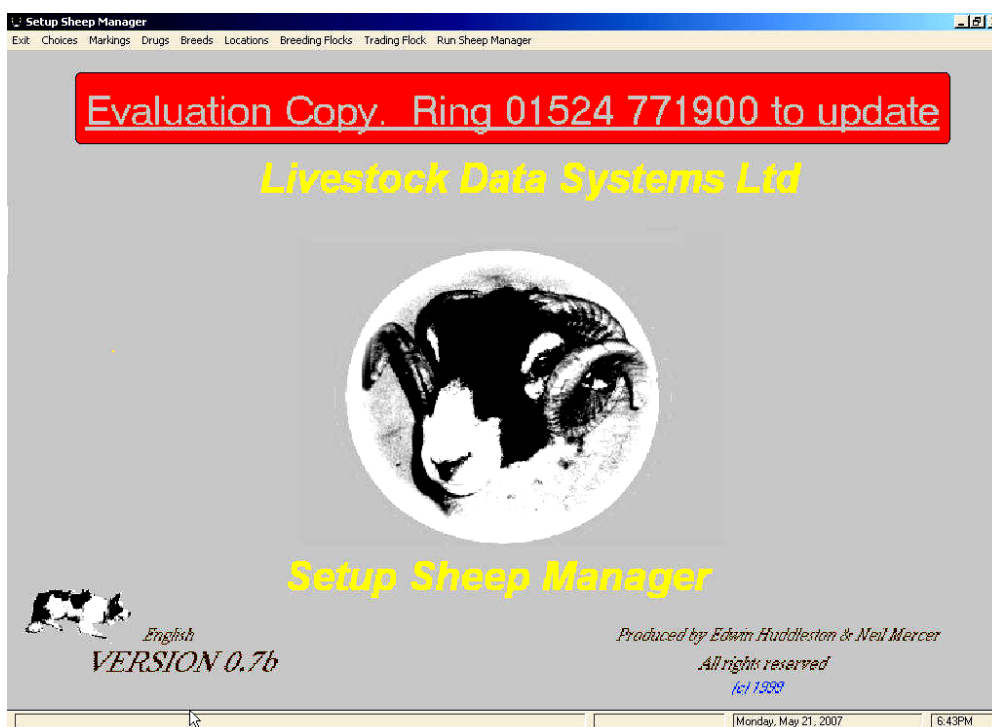 Setup Sheep Manager
Exit Choices Markings Drugs Breeds Locations Breeding Flocks Trading Flock Run Sheep Manager
Evaluation Copy. Ring 01524 771900 to update
Livestock Data Systems Ltd
Setup Sheep Manager
English
VERSION 0.7b
Produced by Edwin Huddleston & Neil Mercer
All rights reserved
(c) 1999
Monday, May 21, 2007 6:43PM